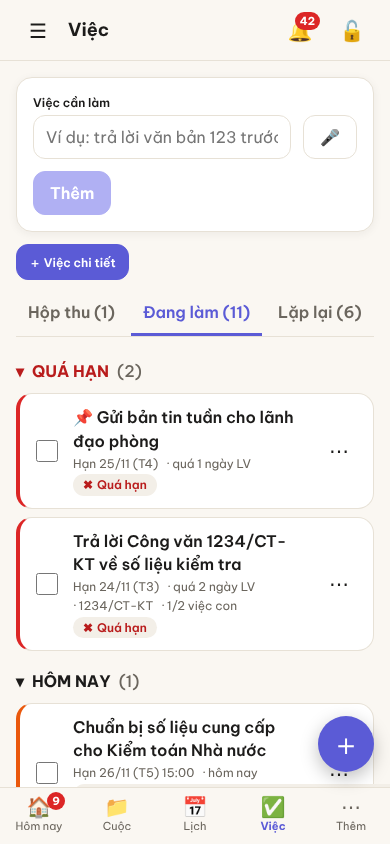 ☰ Việc 🔔 42 🔓
Việc cần làm
Ví dụ: trả lời văn bản 123 trước
Thêm
+ Việc chi tiết
Hộp thu (1) Đang làm (11) Lặp lại (6)
▾ QUÁ HẠN (2)
📌 Gửi bản tin tuần cho lãnh
đạo phòng
Hạn 25/11 (T4) · quá 1 ngày LV
✖ Quá hạn
...
Trả lời Công văn 1234/CT-
KT về số liệu kiểm tra
Hạn 24/11 (T3) · quá 2 ngày LV
· 1234/CT-KT · 1/2 việc con
✖ Quá hạn
...
▾ HÔM NAY (1)
Chuẩn bị số liệu cung cấp
cho Kiểm toán Nhà nước
Hạn 26/11 (T5) 15:00 · hôm nay
...
+
9
Hôm nay Cuộc Lịch Việc Thêm